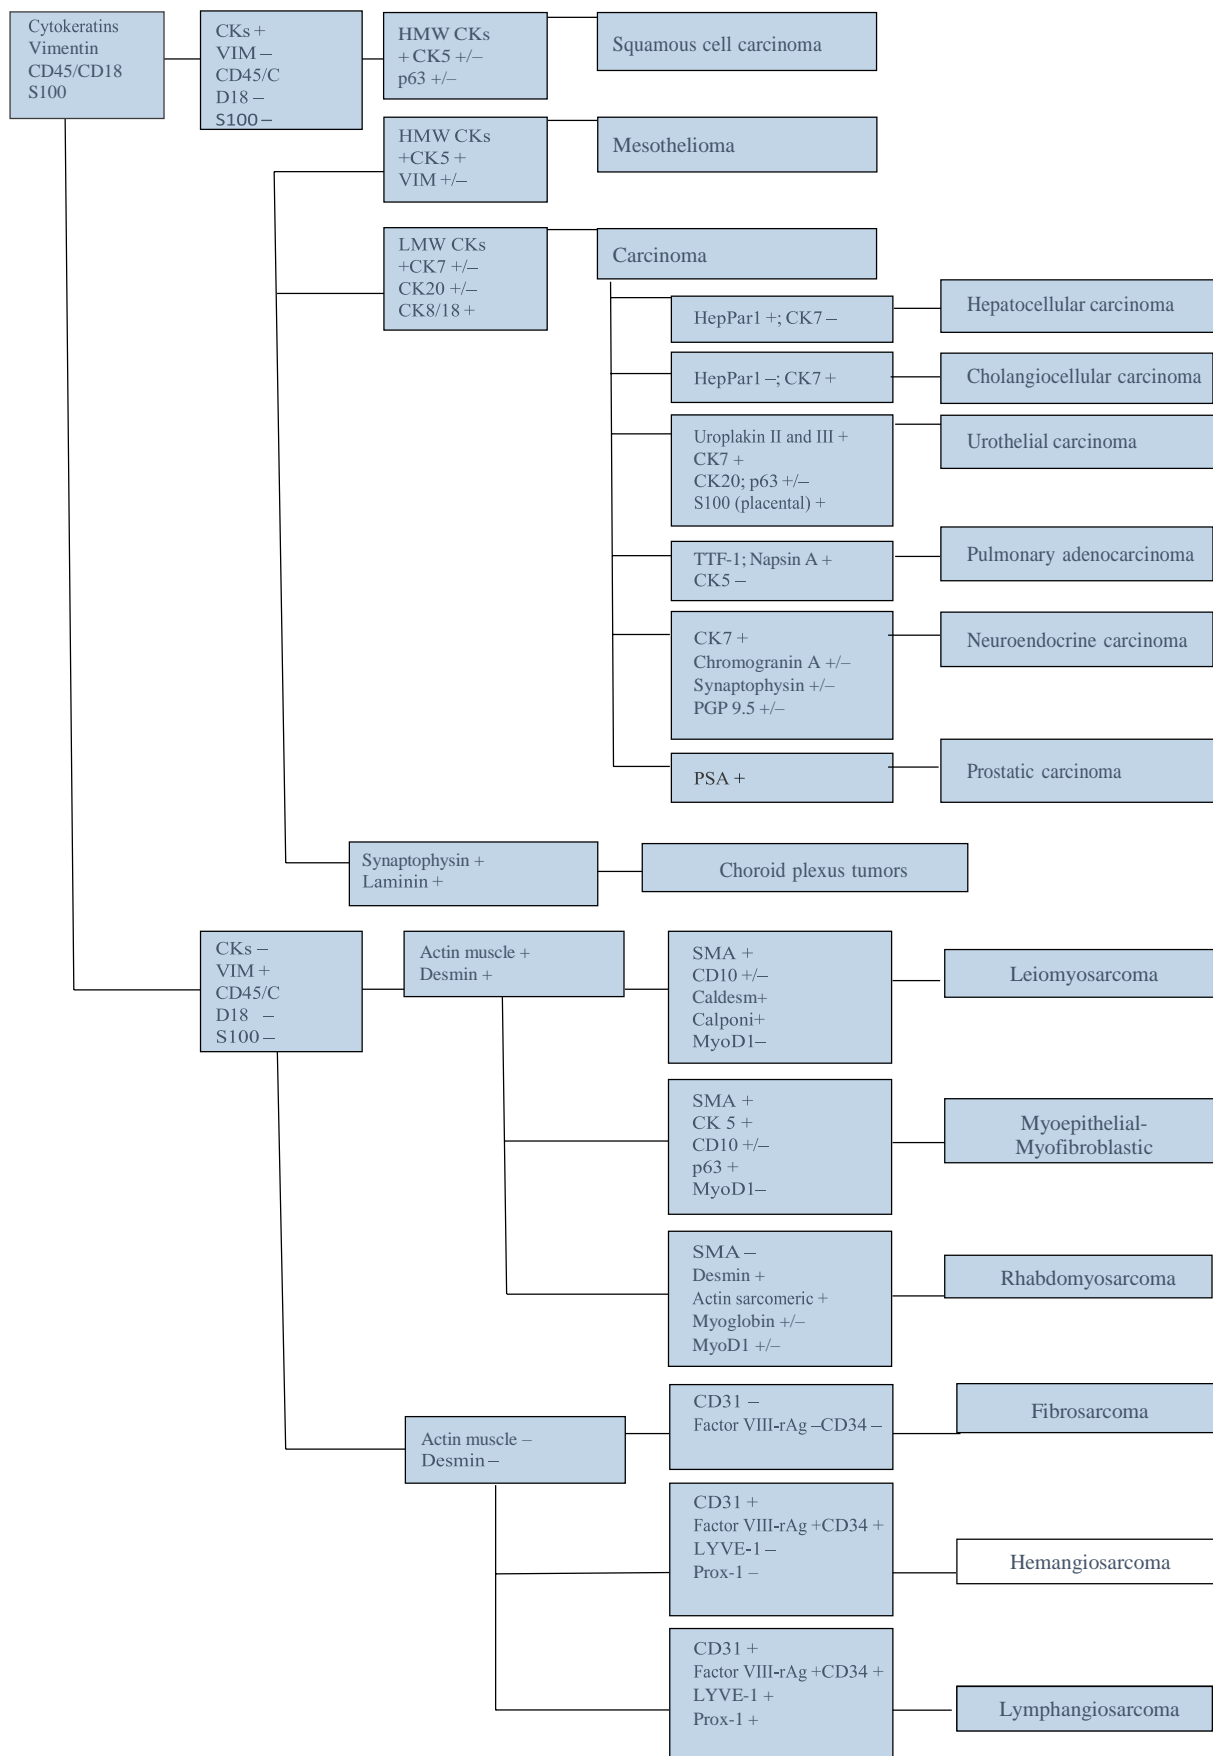 Cytokeratins
Vimentin
CD45/CD18
S100
CKs +
VIM –
CD45/C
D18 –
S100 –
HMW CKs
+ CK5 +/–
p63 +/–
Squamous cell carcinoma
HMW CKs
+CK5 +
VIM +/–
Mesothelioma
LMW CKs
+CK7 +/–
CK20 +/–
CK8/18 +
Carcinoma
HepPar1 +; CK7 –
Hepatocellular carcinoma
HepPar1 –; CK7 +
Cholangiocellular carcinoma
Uroplakin II and III +
CK7 +
CK20; p63 +/–
S100 (placental) +
Urothelial carcinoma
TTF-1; Napsin A +
CK5 –
Pulmonary adenocarcinoma
CK7 +
Chromogranin A +/–
Synaptophysin +/–
PGP 9.5 +/–
Neuroendocrine carcinoma
PSA +
Prostatic carcinoma
Synaptophysin +
Laminin +
Choroid plexus tumors
CKs –
VIM +
CD45/C
D18 –
S100 –
Actin muscle +
Desmin +
SMA +
CD10 +/–
Caldesm+
Calponi+
MyoD1–
Leiomyosarcoma
SMA +
CK 5 +
CD10 +/–
p63 +
MyoD1–
Myoepithelial-
Myofibroblastic
SMA –
Desmin +
Actin sarcomeric +
Myoglobin +/–
MyoD1 +/–
Rhabdomyosarcoma
Actin muscle –
Desmin –
CD31 –
Factor VIII-rAg –CD34 –
Fibrosarcoma
CD31 +
Factor VIII-rAg +CD34 +
LYVE-1 –
Prox-1 –
Hemangiosarcoma
CD31 +
Factor VIII-rAg +CD34 +
LYVE-1 +
Prox-1 +
Lymphangiosarcoma